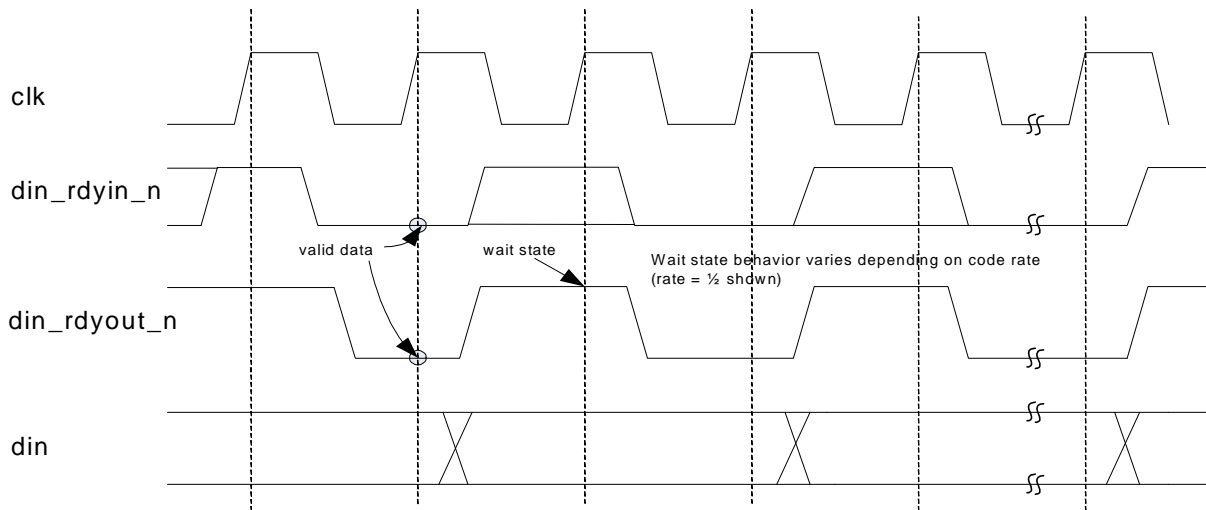 clk
din_rdyin_n
valid data
wait state
Wait state behavior varies depending on code rate
(rate = ½ shown)
din_rdyout_n
din